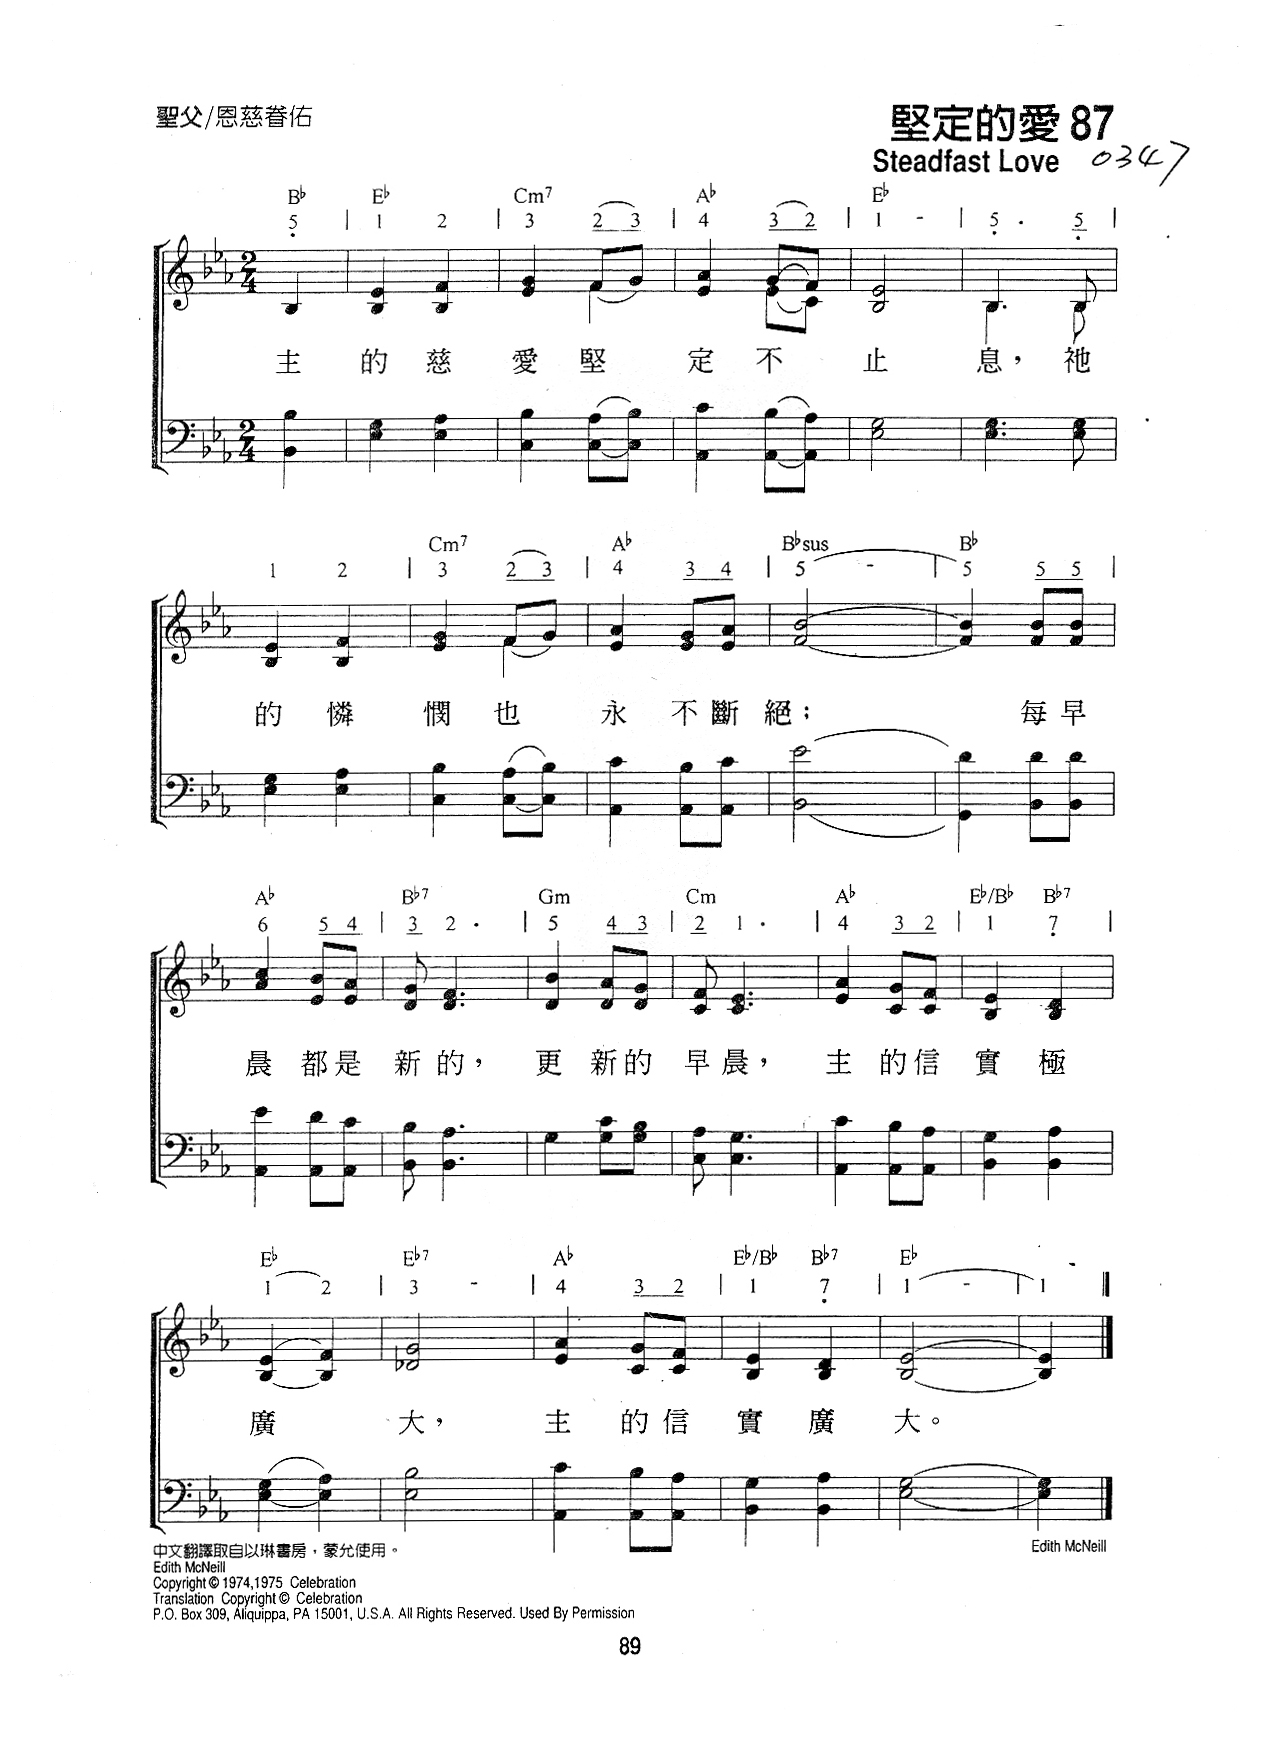 聖父/恩慈眷佑
堅定的愛 87
Steadfast Love 0347
B♭ E♭ Cm7 A♭ E♭
5 | 1 2 | 3 2 3 | 4 3 2 | 1 - | 5 . 5 |
2/4
主的慈愛堅定不止息，祂
2/4
Cm7 A♭ B♭sus B♭
1 2 | 3 2 3 | 4 3 4 | 5 - | 5 5 5 |
的憐憫也永不斷絕；每早
A♭ B♭7 Gm Cm A♭ E♭/B♭ B♭7
6 5 4 | 3 2 . | 5 4 3 | 2 1 . | 4 3 2 | 1 7 |
晨都是新的，更新的早晨，主的信實極
E♭ E♭7 A♭ E♭/B♭ B♭7 E♭
1 2 | 3 - | 4 3 2 | 1 7 | 1 - | 1 ‖
廣大，主的信實廣大。
中文翻譯取自以琳書房，蒙允使用。
Edith McNeill
Edith McNeill
Copyright © 1974,1975 Celebration
Translation Copyright © Celebration
P.O. Box 309, Aliquippa, PA 15001, U.S.A. All Rights Reserved. Used By Permission
89